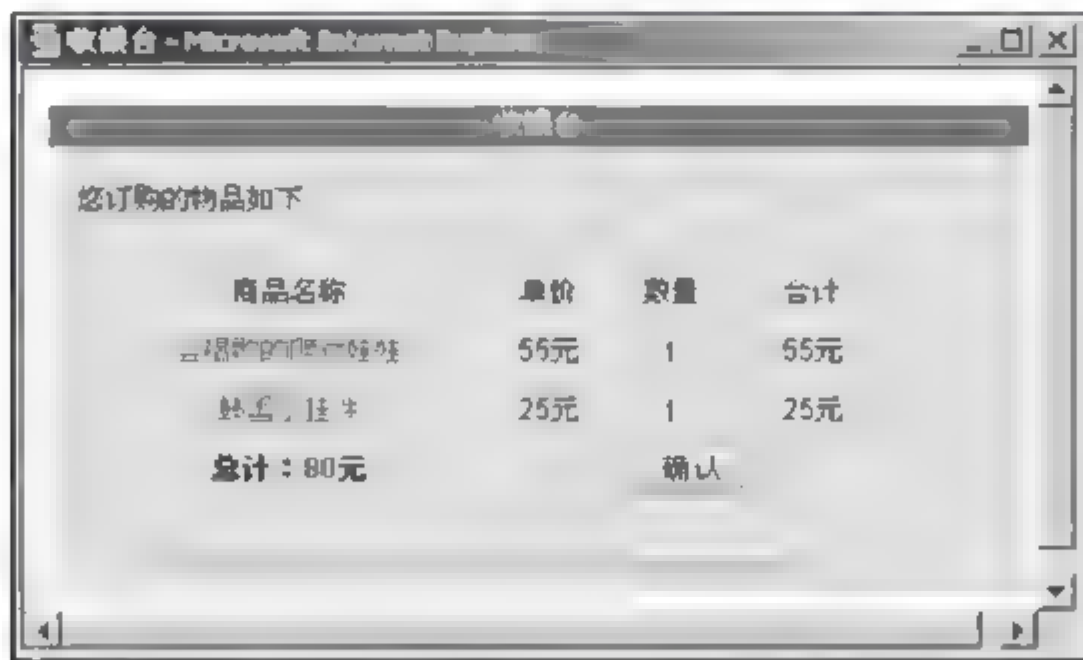 收银台 - Microsoft Internet Explorer
收银台
您订购的物品如下
商品名称 单价 数量 合计
55元 1 55元
25元 1 25元
总计：80元 确认